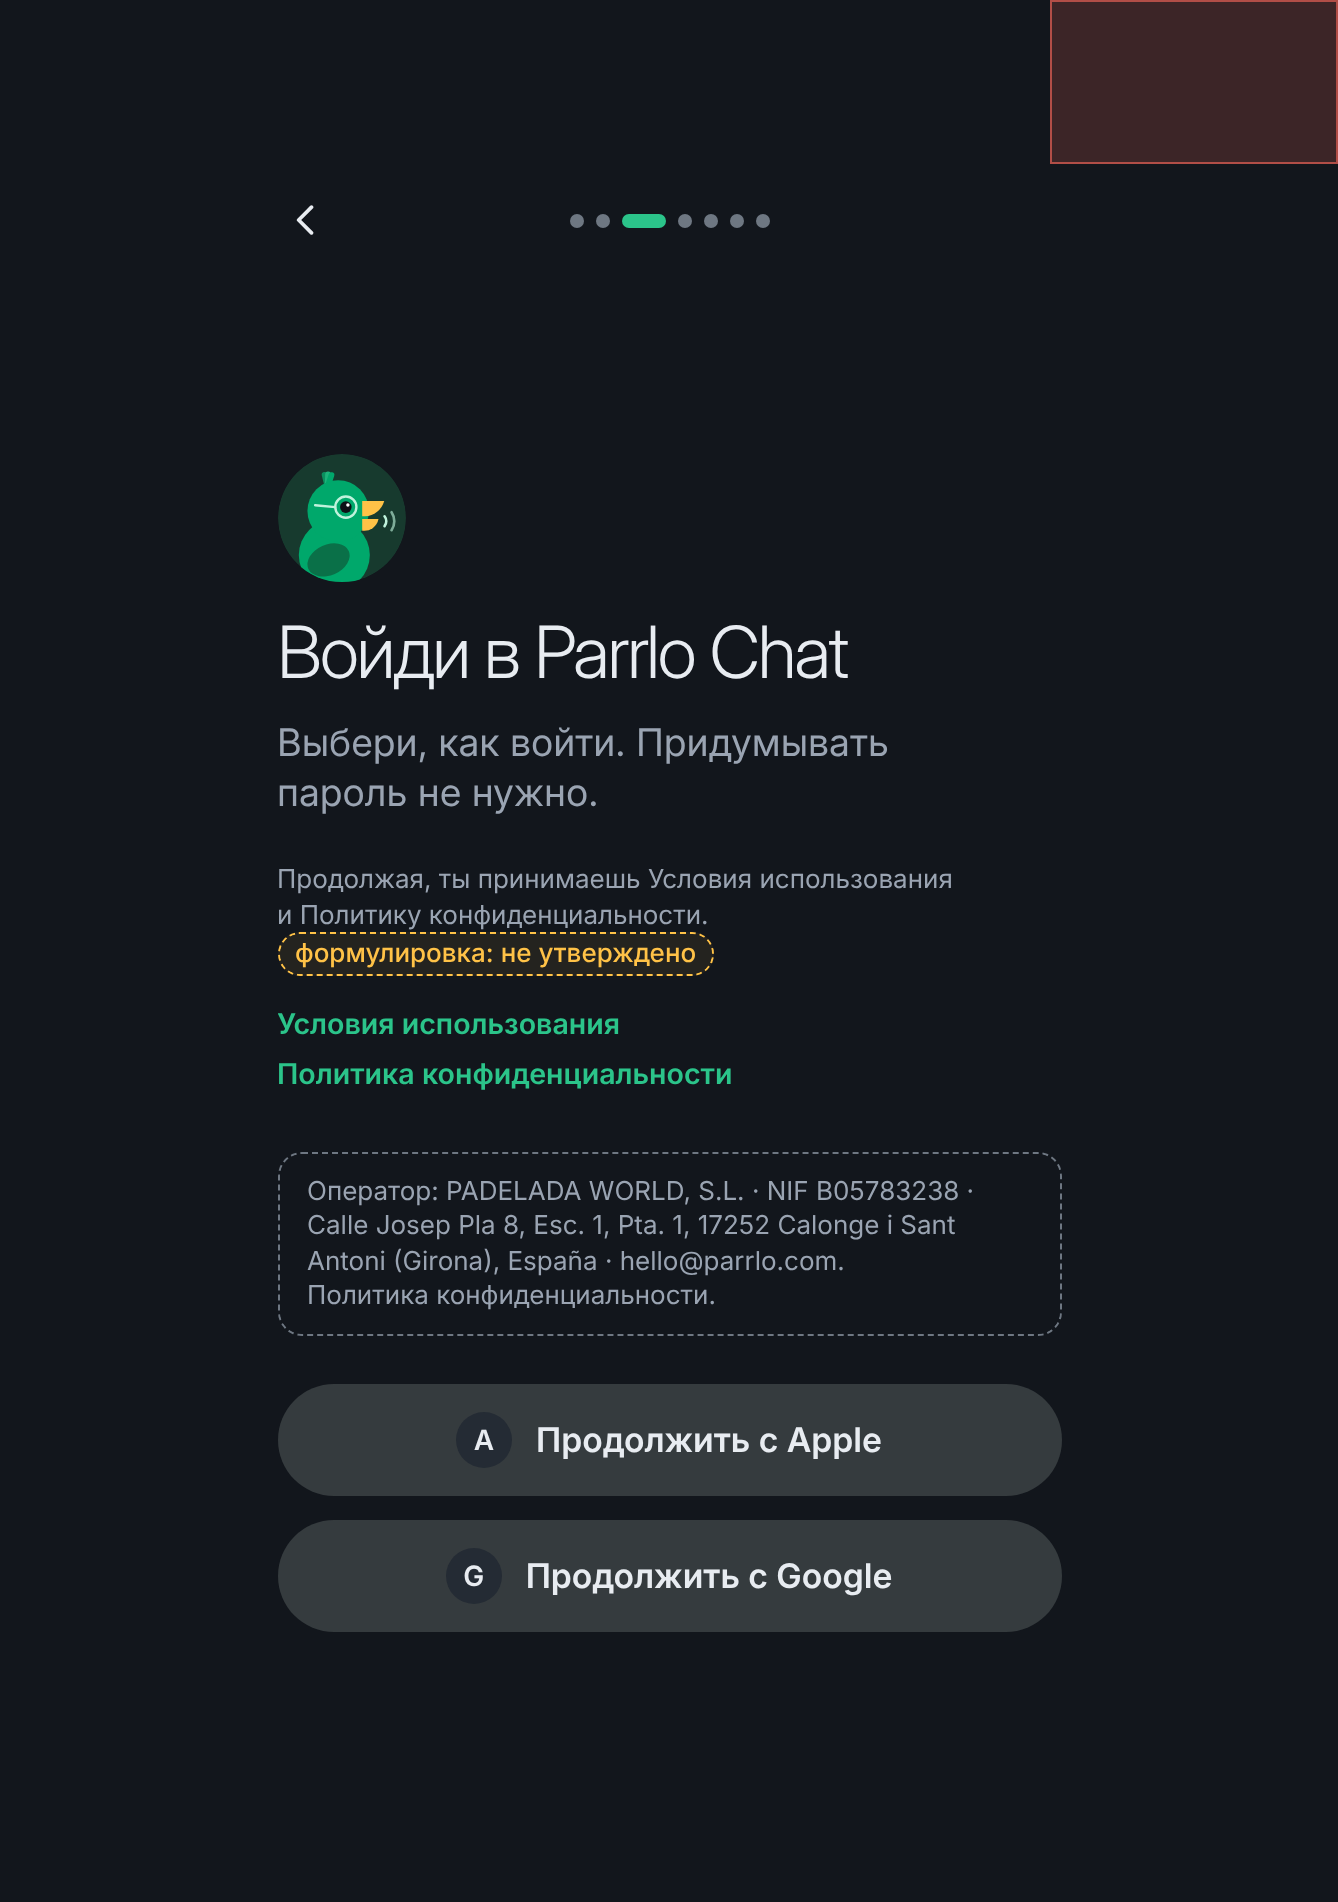 Войди в Parrlo Chat
Выбери, как войти. Придумывать
пароль не нужно.
Продолжая, ты принимаешь Условия использования
и Политику конфиденциальности.
формулировка: не утверждено
Условия использования
Политика конфиденциальности
Оператор: PADELADA WORLD, S.L. · NIF B05783238 ·
Calle Josep Pla 8, Esc. 1, Pta. 1, 17252 Calonge i Sant
Antoni (Girona), España · hello@parrlo.com.
Политика конфиденциальности.
A Продолжить с Apple
G Продолжить с Google